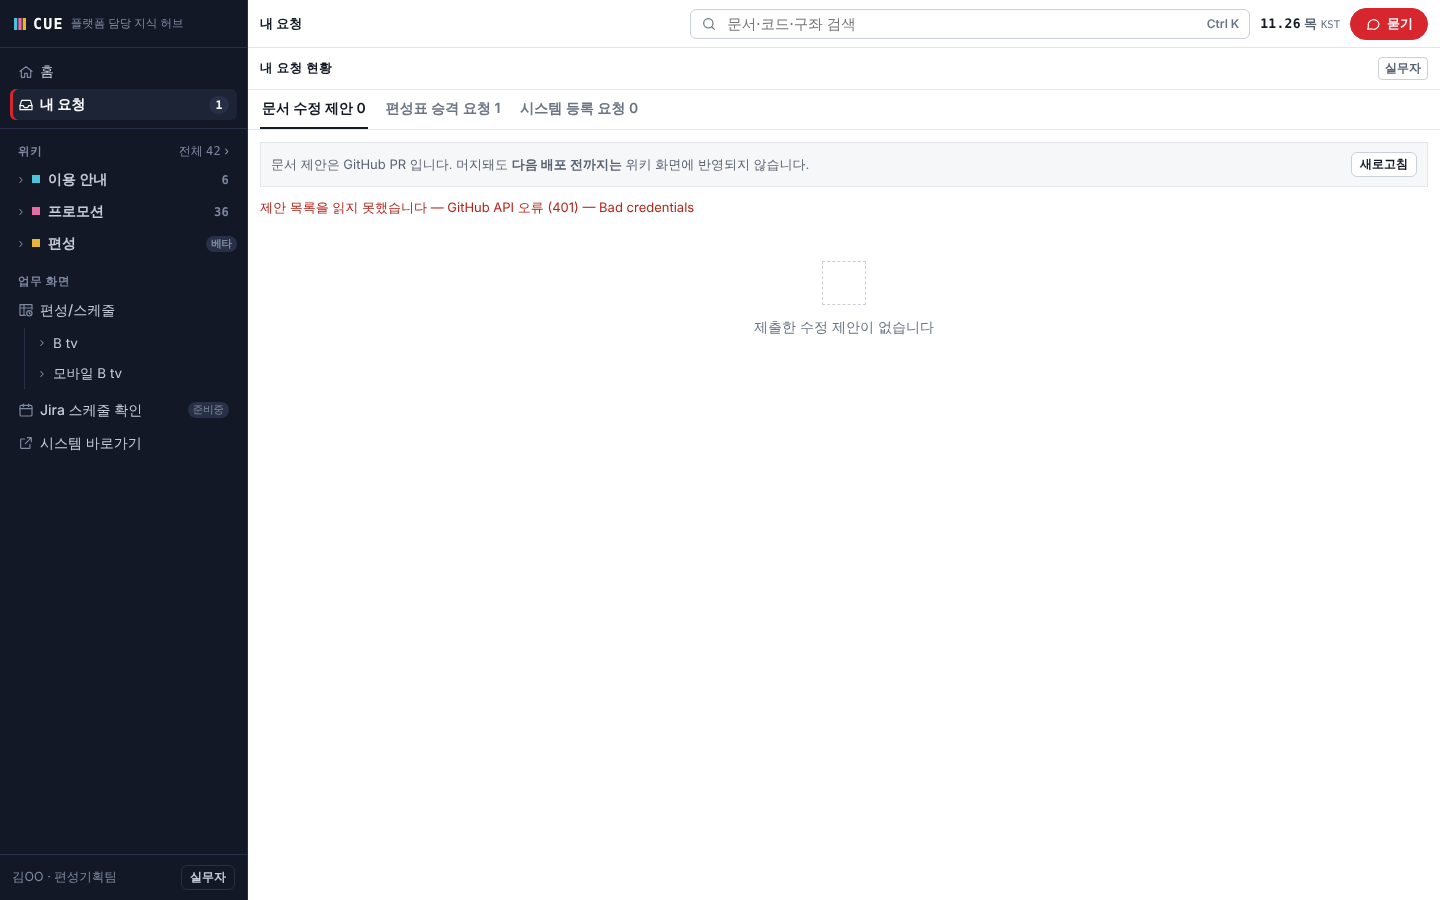 CUE 플랫폼 담당 지식 허브
홈
내 요청 1
위키 전체 42 ›
이용 안내 6
프로모션 36
편성 베타
업무 화면
편성/스케줄
B tv
모바일 B tv
Jira 스케줄 확인 준비중
시스템 바로가기
김OO · 편성기획팀 실무자
내 요청 문서·코드·구좌 검색 Ctrl K 11.26 목 KST 묻기
내 요청 현황 실무자
문서 수정 제안 0 편성표 승격 요청 1 시스템 등록 요청 0
문서 제안은 GitHub PR 입니다. 머지돼도 다음 배포 전까지는 위키 화면에 반영되지 않습니다. 새로고침
제안 목록을 읽지 못했습니다 — GitHub API 오류 (401) — Bad credentials
제출한 수정 제안이 없습니다